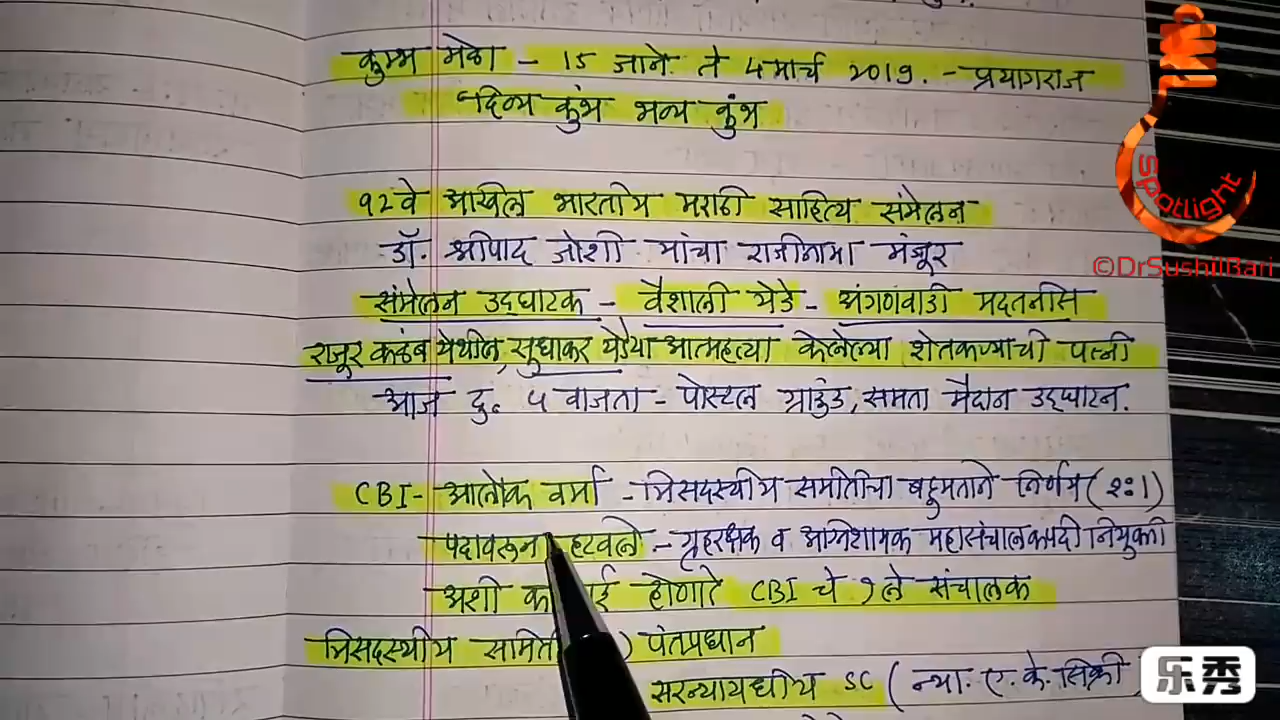 कुम्भ मेळा - 15 जाने. ते 4 मार्च 2019. - प्रयागराज
"दिव्य कुंभ भव्य कुंभ
92 वे अखिल भारतीय मराठी साहित्य संमेलन
डॉ. श्रीपाद जोशी यांचा राजीनामा मंजूर
संमेलन उद्‌घाटक - वैशाली येडे - अंगणवाडी मदतनीस
राजूर कळंब येथील, सुधाकर येडेंया आत्महत्या केलेल्या शेतकऱ्याची पत्नी
आज दु. 4 वाजता - पोस्टल ग्राउंड, समता मैदान उद्‌घाटन.
CBI - आलोक वर्मा - त्रिसदस्यीय समितीचा बहुमताने निर्णय (2:1)
पदावरून हटवले - गृहरक्षक व अग्निशामक महासंचालकपदी नियुक्ती
अशी होणारे CBI चे 1 ले संचालक
त्रिसदस्यीय समिती ) पंतप्रधान
सरन्यायधीय SC ( न्या. ए. के. सिक्री
Spotlight
©DrSushilBari
乐秀